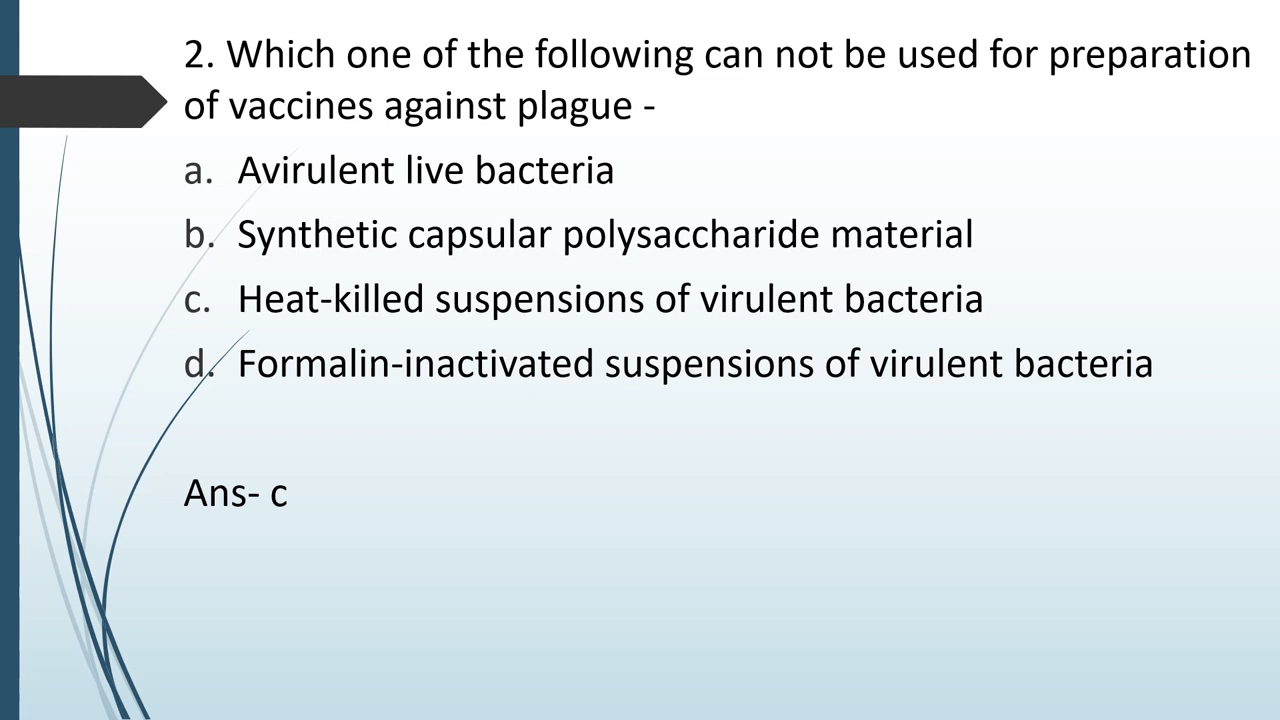 2. Which one of the following can not be used for preparation
of vaccines against plague -
a. Avirulent live bacteria
b. Synthetic capsular polysaccharide material
c. Heat-killed suspensions of virulent bacteria
d. Formalin-inactivated suspensions of virulent bacteria
Ans- c